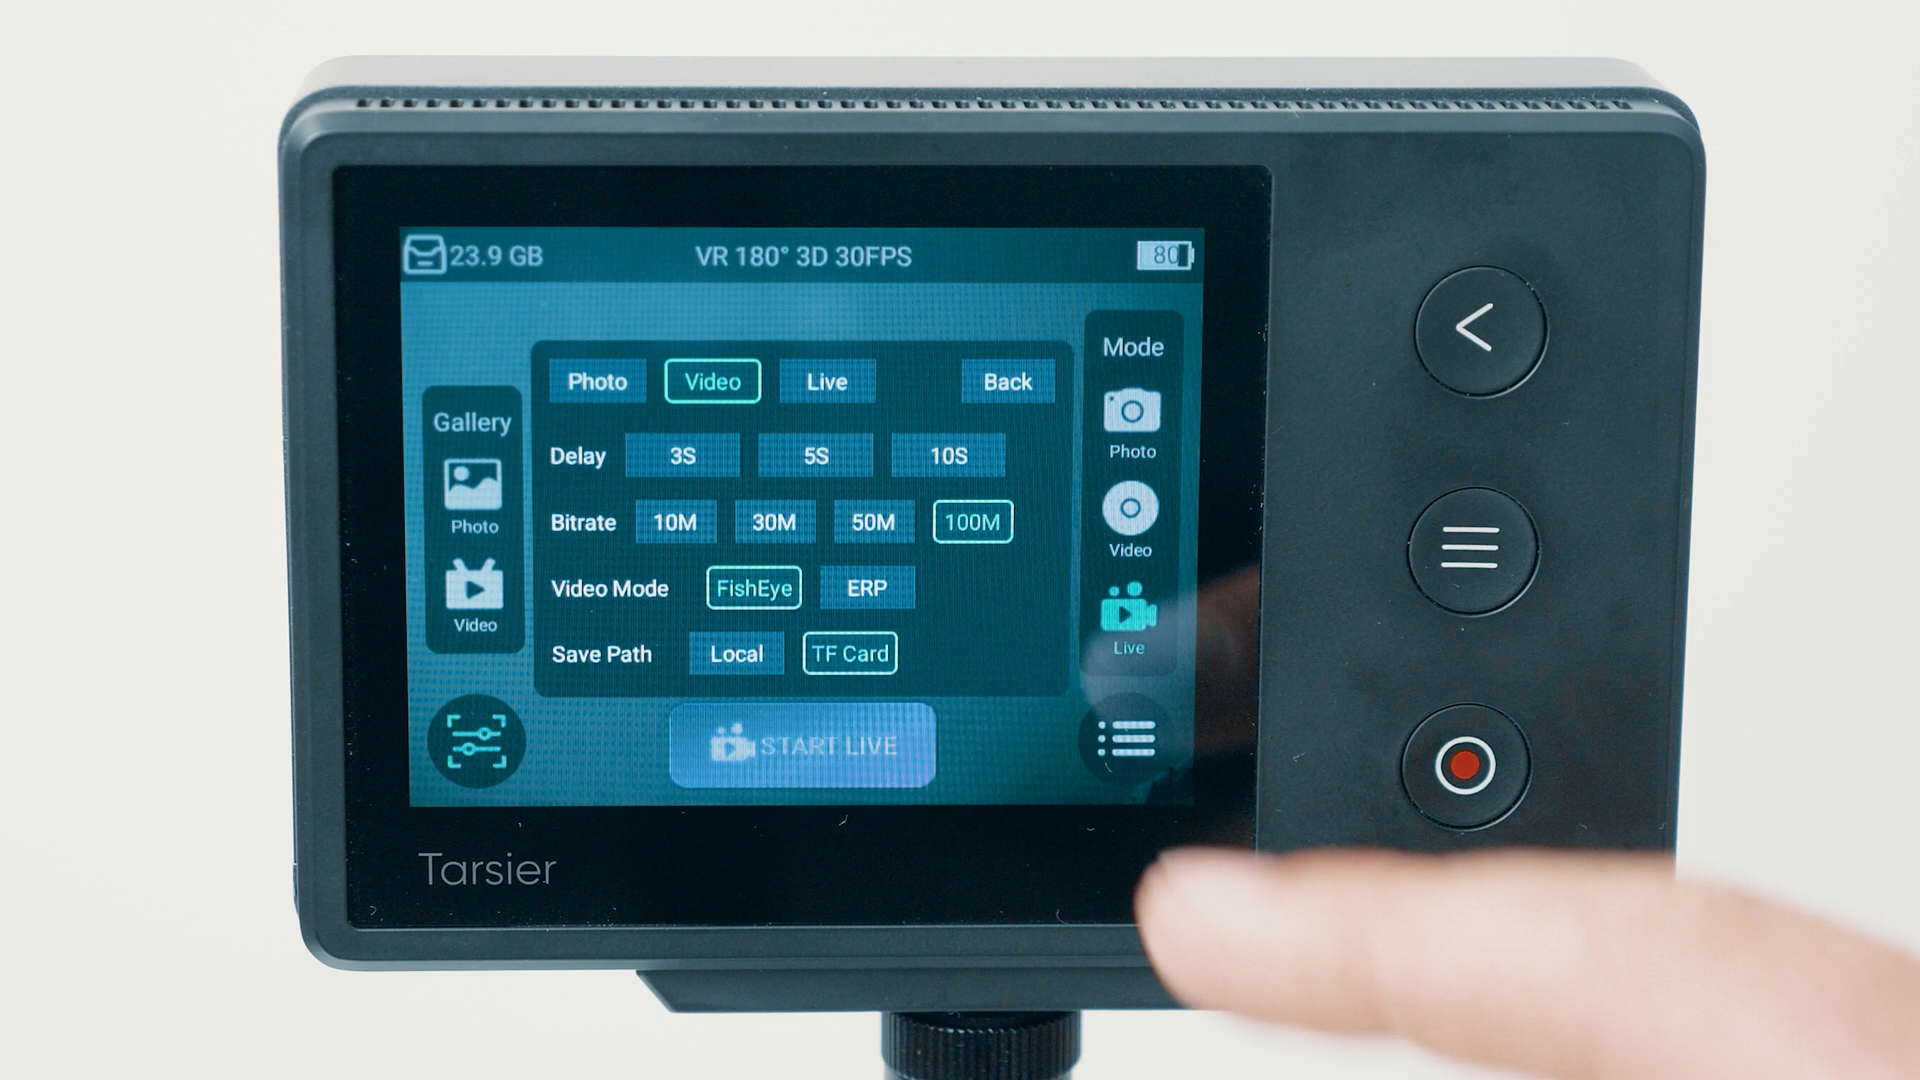 23.9 GB VR 180° 3D 30FPS 80
Mode
Photo Video Live Back
Gallery
Delay 3S 5S 10S
Photo
Bitrate 10M 30M 50M 100M
Photo
Video
Video Mode FishEye ERP
Video
Live
Save Path Local TF Card
START LIVE
Tarsier